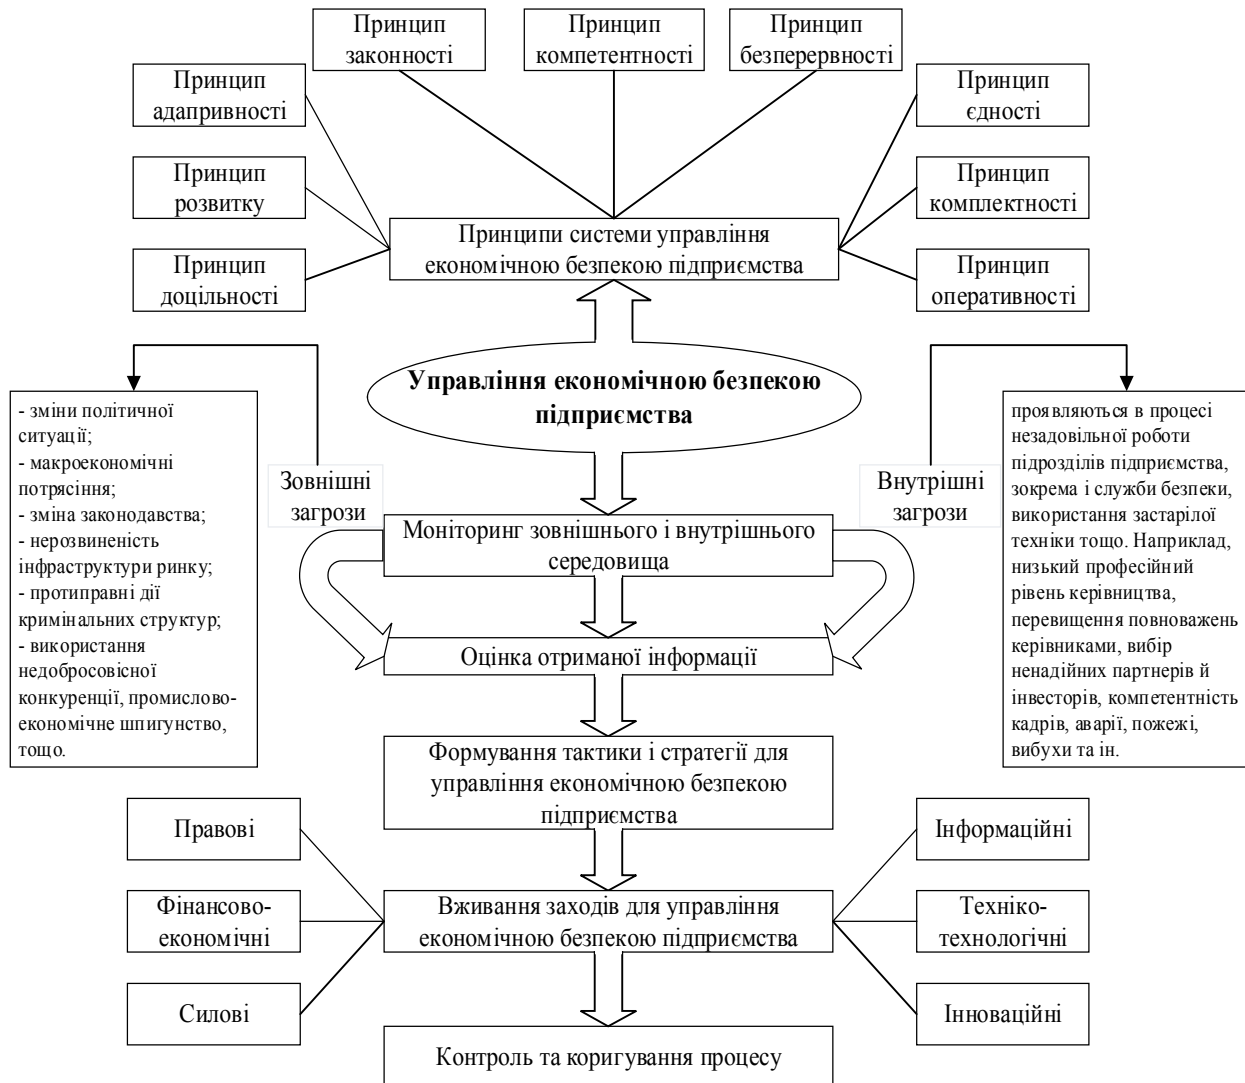 Принцип
законності
Принцип
компетентності
Принцип
безперервності
Принцип
адапривності
Принцип
єдності
Принцип
розвитку
Принцип
комплектності
Принцип
доцільності
Принцип
оперативності
Принципи системи управління
економічною безпекою підприємства
Управління економічною безпекою
підприємства
- зміни політичної
ситуації;
- макроекономічні
потрясіння;
- зміна законодавства;
- нерозвиненість
інфраструктури ринку;
- протиправні дії
кримінальних структур;
- використання
недобросовісної
конкуренції, промислово-
економічне шпигунство,
тощо.
Зовнішні
загрози
Внутрішні
загрози
проявляються в процесі
незадовільної роботи
підрозділів підприємства,
зокрема і служби безпеки,
використання застарілої
техніки тощо. Наприклад,
низький професійний
рівень керівництва,
перевищення повноважень
керівниками, вибір
ненадійних партнерів й
інвесторів, компетентність
кадрів, аварії, пожежі,
вибухи та ін.
Моніторинг зовнішнього і внутрішнього
середовища
Оцінка отриманої інформації
Формування тактики і стратегії для
управління економічною безпекою
підприємства
Правові
Інформаційні
Фінансово-
економічні
Вживання заходів для управління
економічною безпекою підприємства
Техніко-
технологічні
Силові
Інноваційні
Контроль та коригування процесу